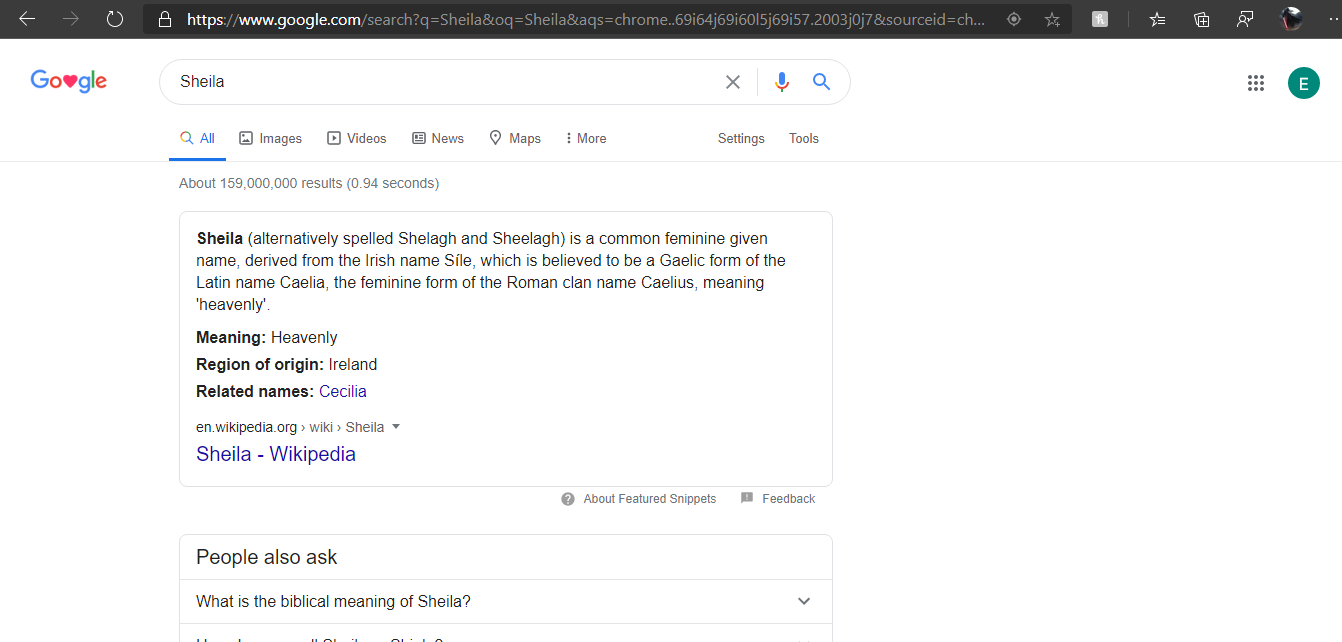 https://www.google.com/search?q=Sheila&oq=Sheila&aqs=chrome..69i64j69i60l5j69i57.2003j0j7&sourceid=ch...
Google
Sheila
E
All Images Videos News Maps More Settings Tools
About 159,000,000 results (0.94 seconds)
Sheila (alternatively spelled Shelagh and Sheelagh) is a common feminine given
name, derived from the Irish name Síle, which is believed to be a Gaelic form of the
Latin name Caelia, the feminine form of the Roman clan name Caelius, meaning
'heavenly'.
Meaning: Heavenly
Region of origin: Ireland
Related names: Cecilia
en.wikipedia.org › wiki › Sheila
Sheila - Wikipedia
About Featured Snippets Feedback
People also ask
What is the biblical meaning of Sheila?